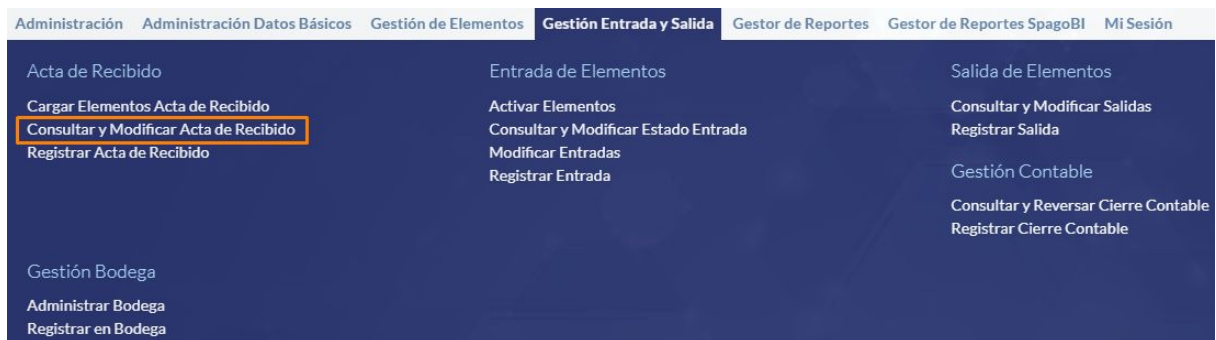 Administración Administración Datos Básicos Gestión de Elementos Gestión Entrada y Salida Gestor de Reportes Gestor de Reportes SpagoBI Mi Sesión
Acta de Recibido
Cargar Elementos Acta de Recibido
Consultar y Modificar Acta de Recibido
Registrar Acta de Recibido
Entrada de Elementos
Activar Elementos
Consultar y Modificar Estado Entrada
Modificar Entradas
Registrar Entrada
Salida de Elementos
Consultar y Modificar Salidas
Registrar Salida
Gestión Contable
Consultar y Reversar Cierre Contable
Registrar Cierre Contable
Gestión Bodega
Administrar Bodega
Registrar en Bodega